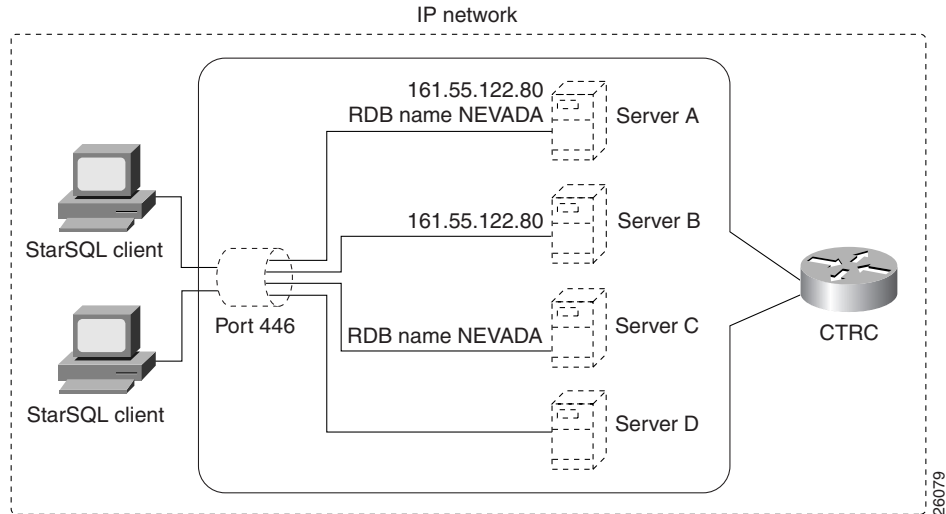 IP network
161.55.122.80
RDB name NEVADA
Server A
StarSQL client
161.55.122.80
Server B
Port 446
RDB name NEVADA
Server C
CTRC
StarSQL client
Server D
26079